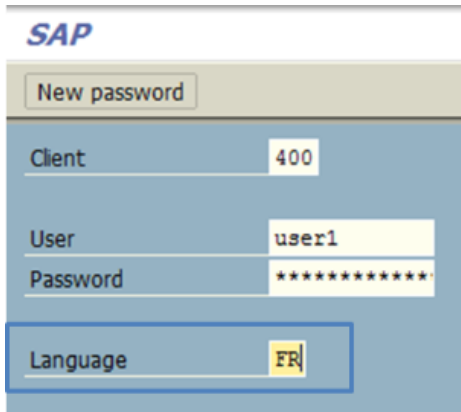 SAP
New password
Client 400
User user1
Password *************
Language FR